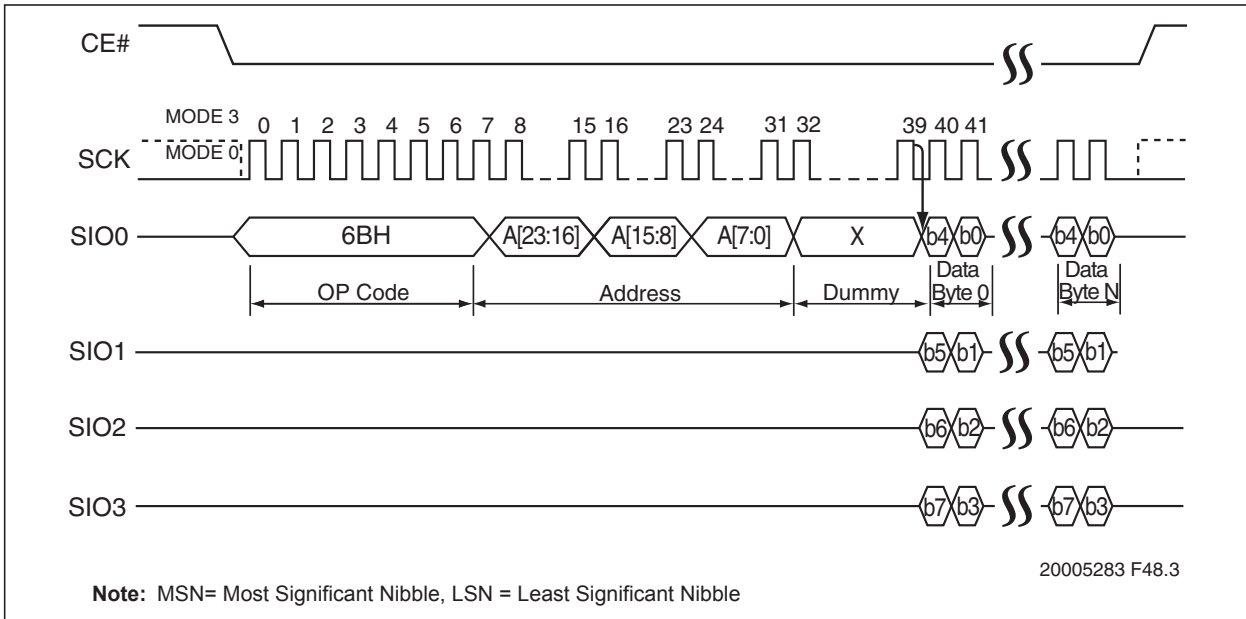 CE#
MODE 3
0 1 2 3 4 5 6 7 8 15 16 23 24 31 32 39 40 41
MODE 0
SCK
SIO0 6BH A[23:16] A[15:8] A[7:0] X b4 b0 b4 b0
OP Code Address Dummy Data Byte 0 Data Byte N
SIO1 b5 b1 b5 b1
SIO2 b6 b2 b6 b2
SIO3 b7 b3 b7 b3
20005283 F48.3
Note: MSN= Most Significant Nibble, LSN = Least Significant Nibble